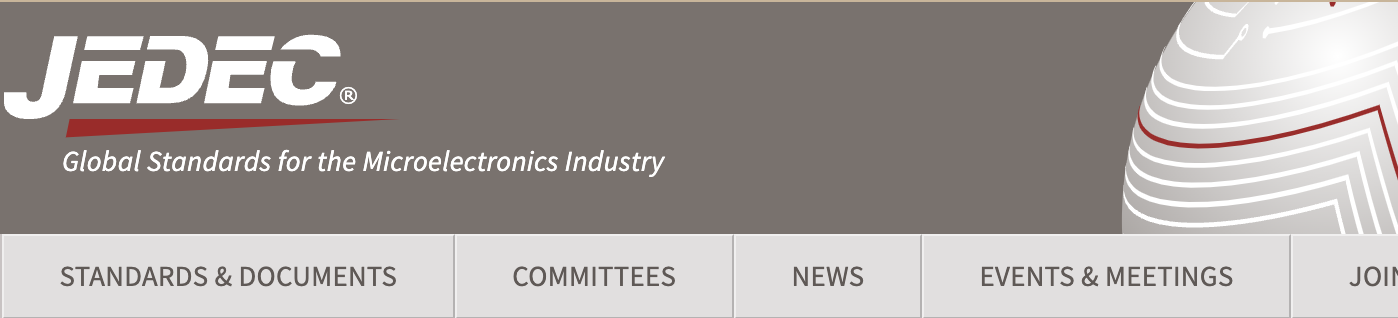 JEDEC®
Global Standards for the Microelectronics Industry
STANDARDS & DOCUMENTS
COMMITTEES
NEWS
EVENTS & MEETINGS